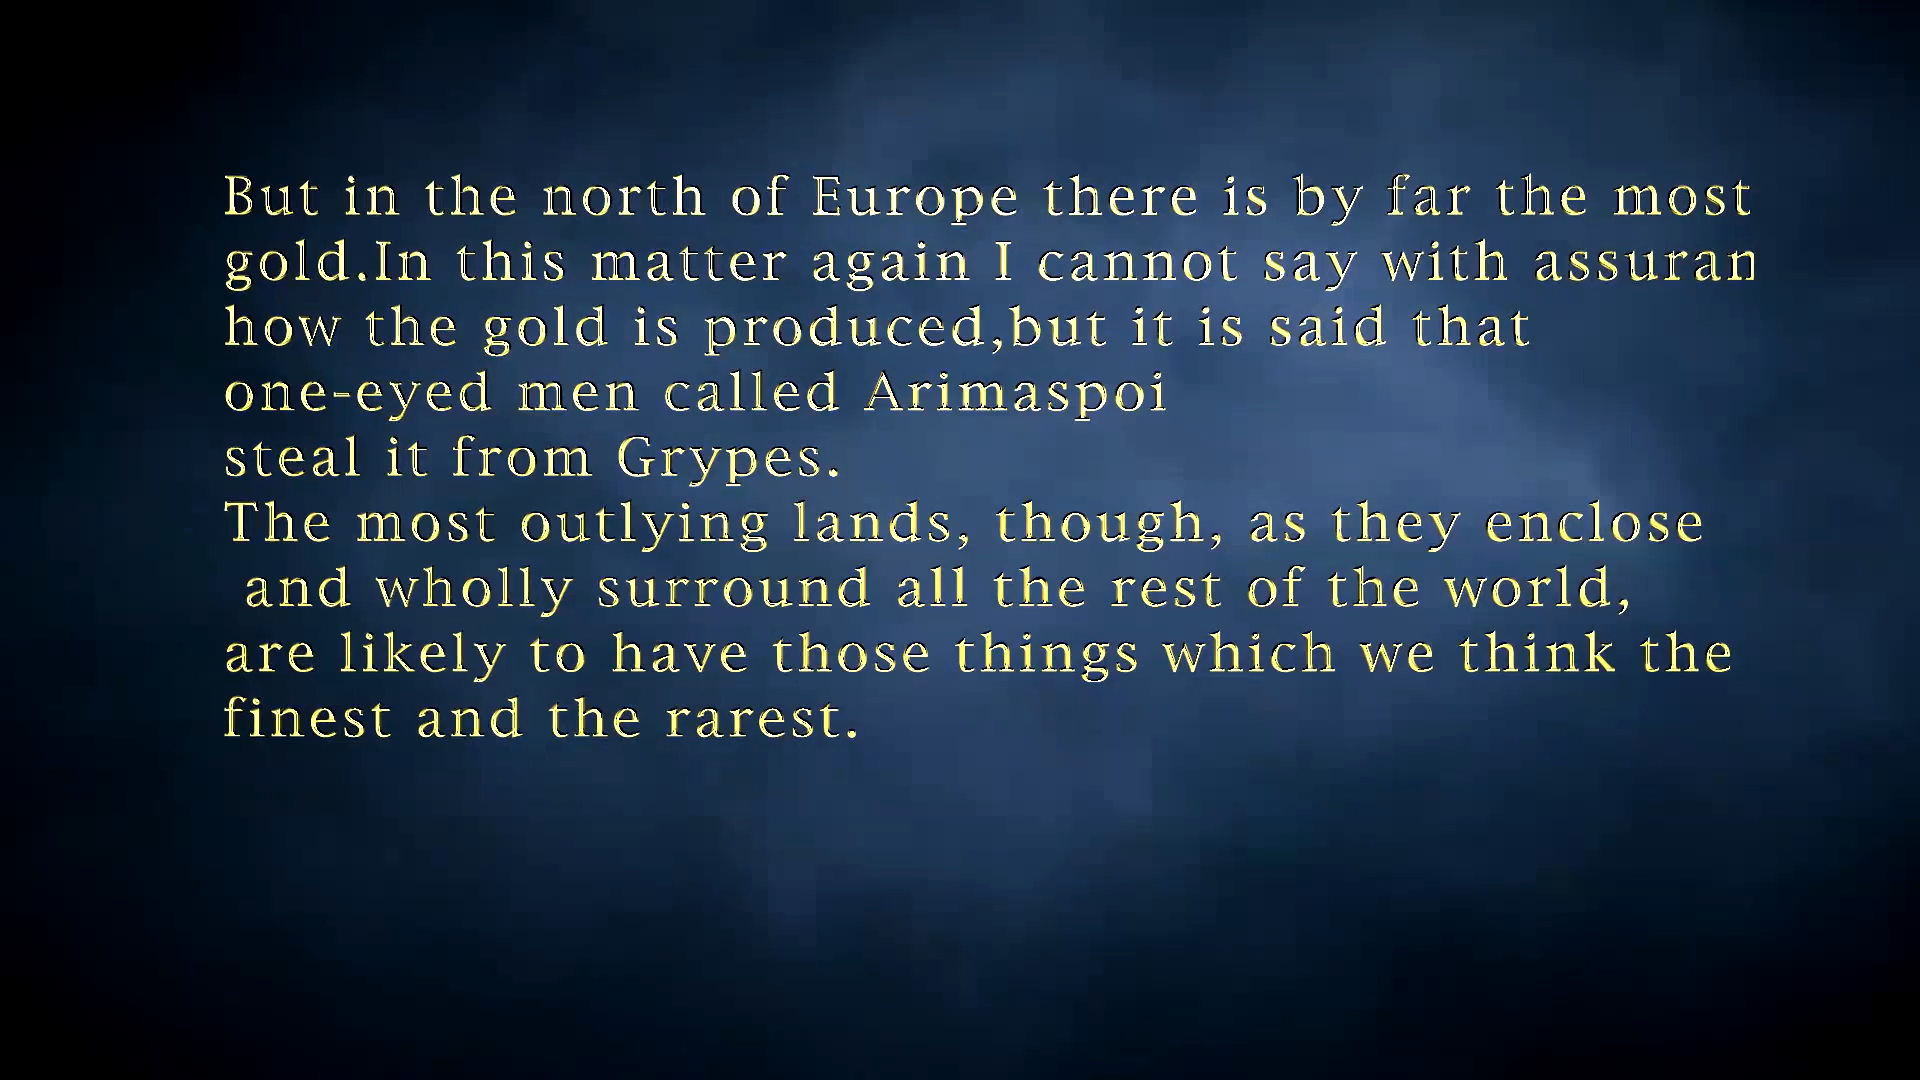 But in the north of Europe there is by far the most
gold.In this matter again I cannot say with assuran
how the gold is produced,but it is said that
one-eyed men called Arimaspoi
steal it from Grypes.
The most outlying lands, though, as they enclose
and wholly surround all the rest of the world,
are likely to have those things which we think the
finest and the rarest.